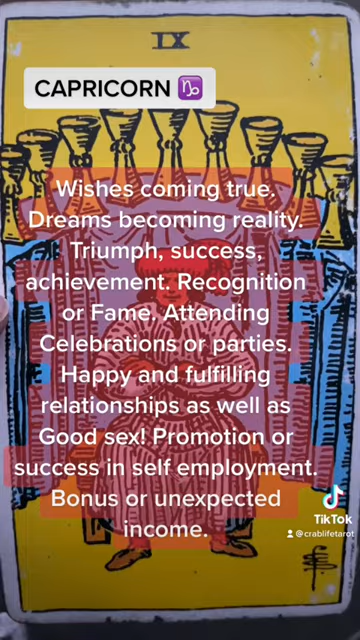 IX
CAPRICORN ♑
Wishes coming true.
Dreams becoming reality.
Triumph, success,
achievement. Recognition
or Fame. Attending
Celebrations or parties.
Happy and fulfilling
relationships as well as
Good sex! Promotion or
success in self employment.
Bonus or unexpected
income.
TikTok
@crablifetarot